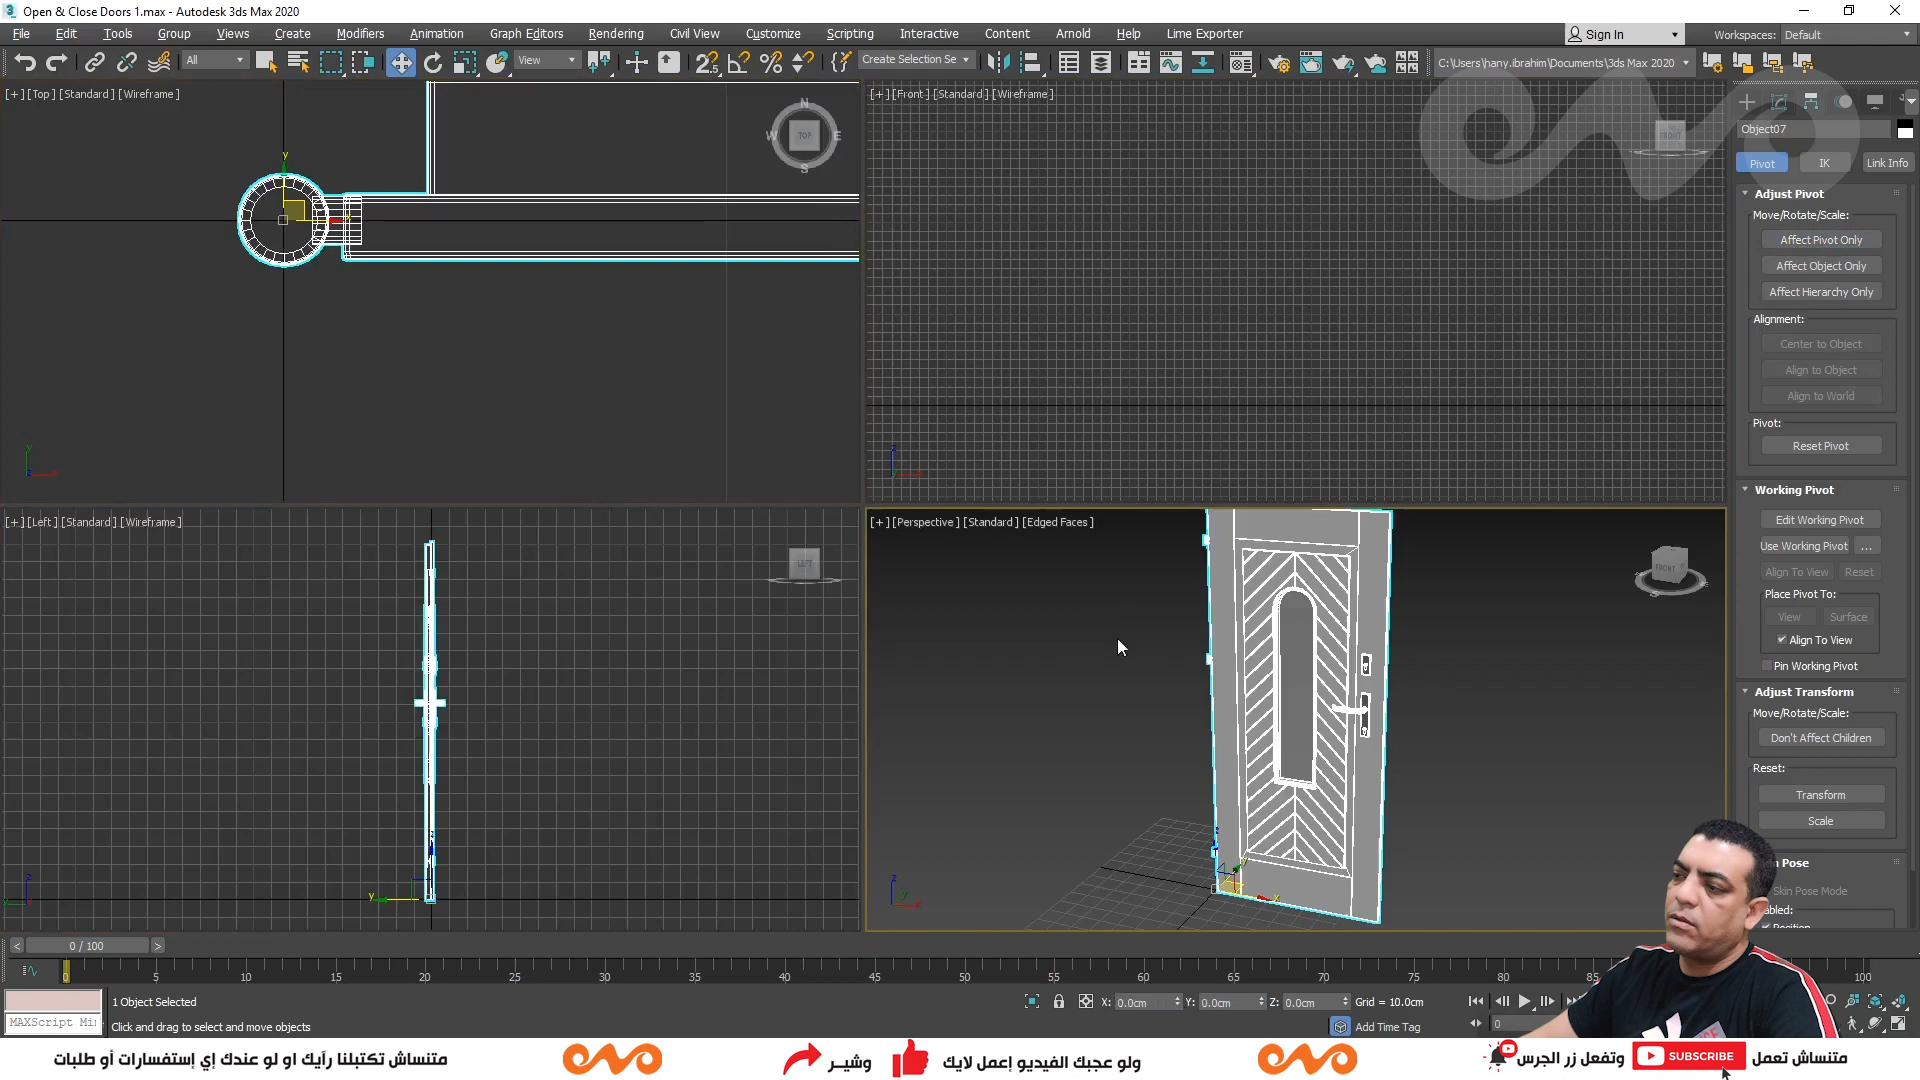 Open & Close Doors 1.max - Autodesk 3ds Max 2020
File Edit Tools Group Views Create Modifiers Animation Graph Editors Rendering Civil View Customize Scripting Interactive Content Arnold Help Lime Exporter
Sign In Workspaces: Default
All View Create Selection Se C:\Users\hany.ibrahim\Documents\3ds Max 2020
[+] [Top] [Standard] [Wireframe]
[+] [Front] [Standard] [Wireframe]
N
W TOP E
S
FRONT
y
Object07
Pivot IK Link Info
Adjust Pivot
Move/Rotate/Scale:
Affect Pivot Only
Affect Object Only
Affect Hierarchy Only
Alignment:
Center to Object
Align to Object
Align to World
Pivot:
Reset Pivot
Working Pivot
Edit Working Pivot
Use Working Pivot ...
Align To View Reset
Place Pivot To:
View Surface
Align To View
Pin Working Pivot
Adjust Transform
Move/Rotate/Scale:
Don't Affect Children
Reset:
Transform
Scale
Skin Pose Mode
[+] [Left] [Standard] [Wireframe]
[+] [Perspective] [Standard] [Edged Faces]
LEFT
FRONT
y
x
0 / 100
0 5 10 15 20 25 30 35 40 45 50 55 60 65 70 75 80 100
1 Object Selected
X: 0.0cm Y: 0.0cm Z: 0.0cm Grid = 10.0cm
Click and drag to select and move objects
Add Time Tag
0
متنساش تكتبلنا رأيك او لو عندك إي إستفسارات أو طلبات
ولو عجبك الفيديو إعمل لايك وشير
متنساش تعمل SUBSCRIBE وتفعل زر الجرس